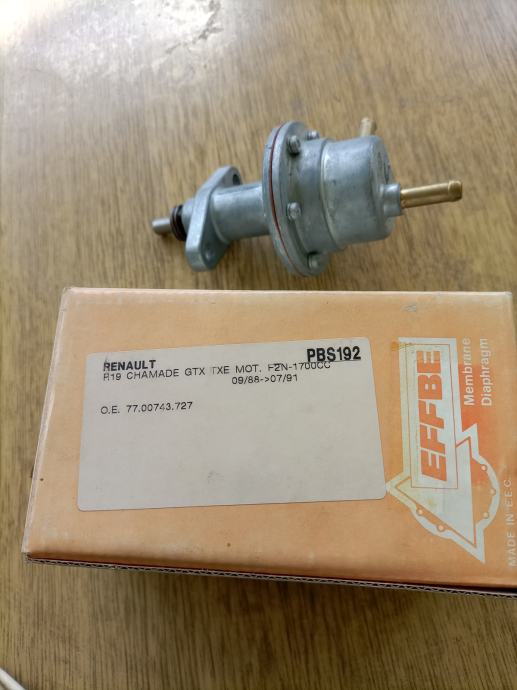 RENAULT PBS192
R19 CHAMADE GTX TXE MOT. F2N-1700CC
09/88->07/91
O.E. 77.00743.727
EFFBE
Membrane
Diaphragm
MADE IN E.E.C.